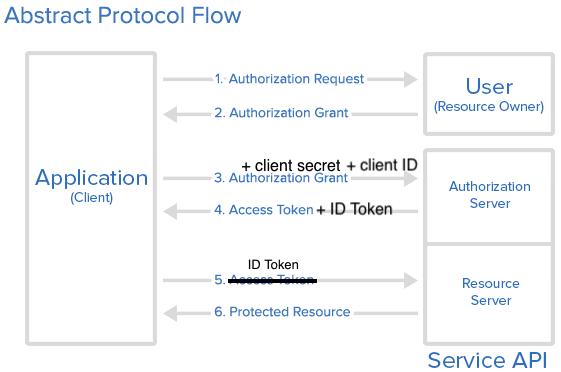 Abstract Protocol Flow
1. Authorization Request
User
(Resource Owner)
2. Authorization Grant
+ client secret + client ID
Application
(Client)
3. Authorization Grant
Authorization
Server
4. Access Token + ID Token
ID Token
5. Access Token
Resource
Server
6. Protected Resource
Service API